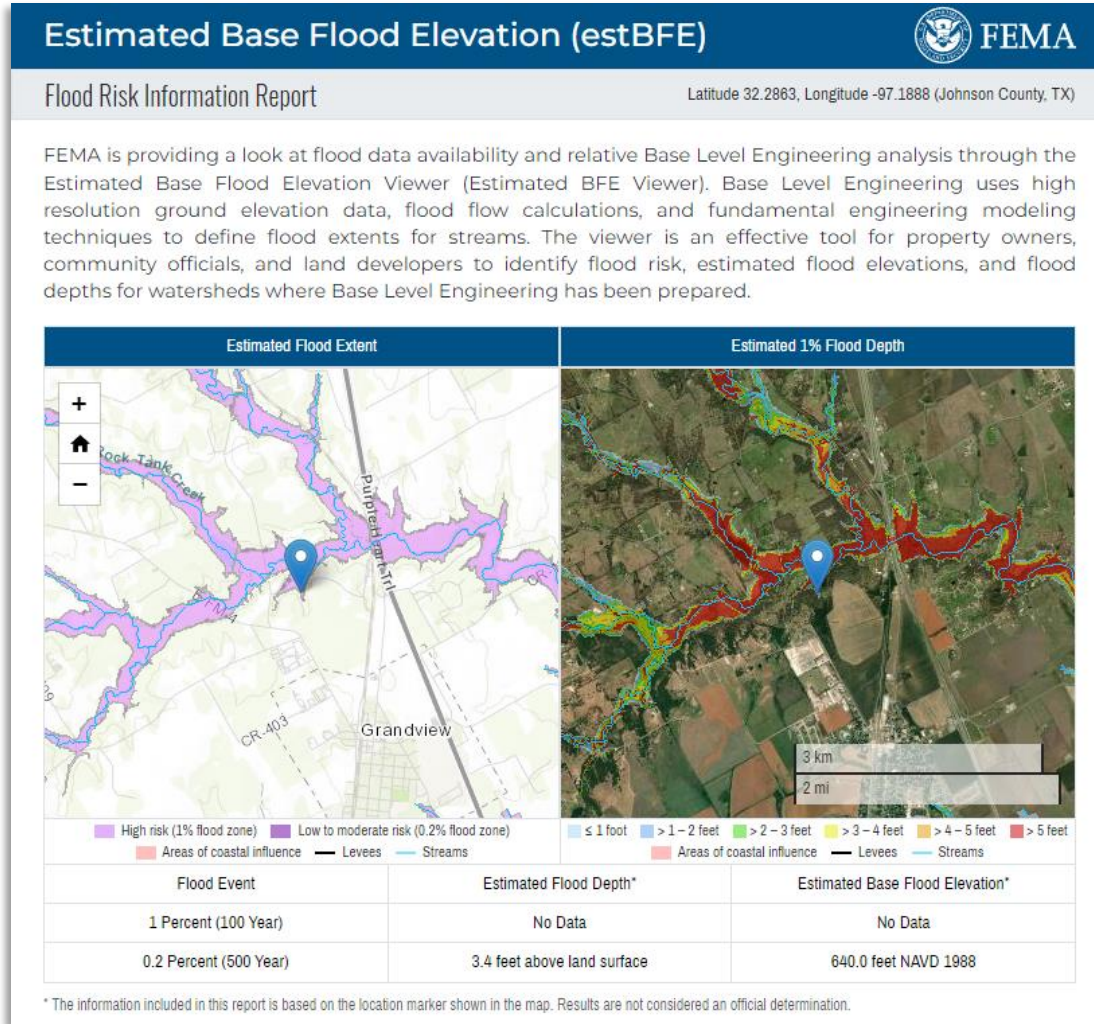 Estimated Base Flood Elevation (estBFE)
FEMA
Flood Risk Information Report
Latitude 32.2863, Longitude -97.1888 (Johnson County, TX)
FEMA is providing a look at flood data availability and relative Base Level Engineering analysis through the
Estimated Base Flood Elevation Viewer (Estimated BFE Viewer). Base Level Engineering uses high
resolution ground elevation data, flood flow calculations, and fundamental engineering modeling
techniques to define flood extents for streams. The viewer is an effective tool for property owners,
community officials, and land developers to identify flood risk, estimated flood elevations, and flood
depths for watersheds where Base Level Engineering has been prepared.
Estimated Flood Extent
Estimated 1% Flood Depth
+
−
Rock Tank Creek
Purple Heart Trl
CR-403
Grandview
3 km
2 mi
High risk (1% flood zone) Low to moderate risk (0.2% flood zone)
Areas of coastal influence Levees Streams
≤ 1 foot > 1 – 2 feet > 2 – 3 feet > 3 – 4 feet > 4 – 5 feet > 5 feet
Areas of coastal influence Levees Streams
Flood Event Estimated Flood Depth* Estimated Base Flood Elevation*
1 Percent (100 Year) No Data No Data
0.2 Percent (500 Year) 3.4 feet above land surface 640.0 feet NAVD 1988
* The information included in this report is based on the location marker shown in the map. Results are not considered an official determination.